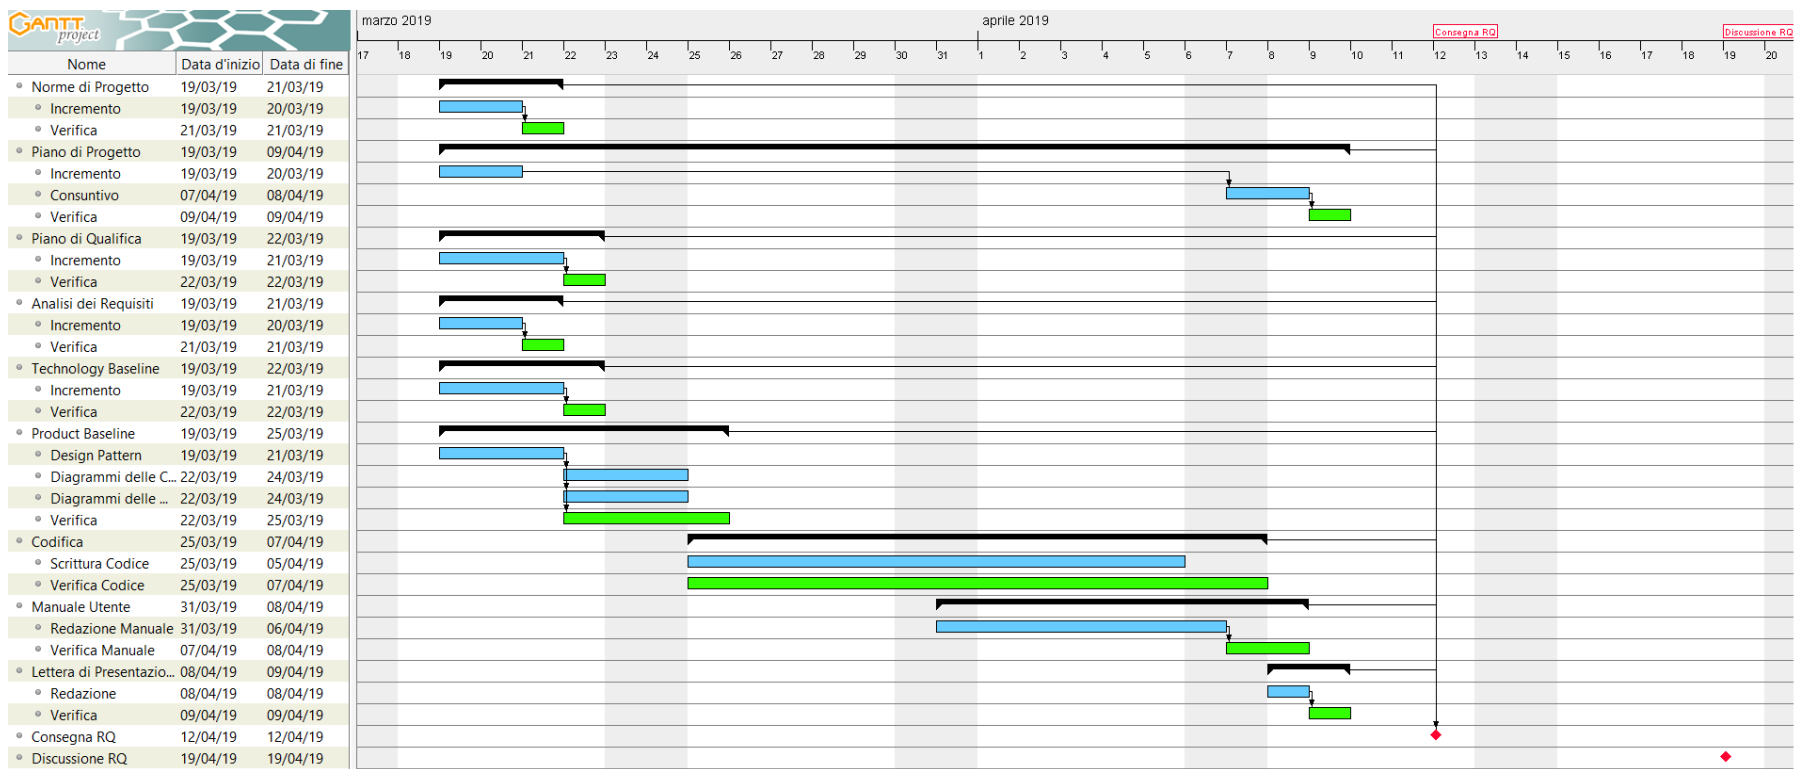 GANTT
project
marzo 2019 aprile 2019
Consegna RQ Discussione RQ
17 18 19 20 21 22 23 24 25 26 27 28 29 30 31 1 2 3 4 5 6 7 8 9 10 11 12 13 14 15 16 17 18 19 20
Nome Data d'inizio Data di fine
Norme di Progetto 19/03/19 21/03/19
Incremento 19/03/19 20/03/19
Verifica 21/03/19 21/03/19
Piano di Progetto 19/03/19 09/04/19
Incremento 19/03/19 20/03/19
Consuntivo 07/04/19 08/04/19
Verifica 09/04/19 09/04/19
Piano di Qualifica 19/03/19 22/03/19
Incremento 19/03/19 21/03/19
Verifica 22/03/19 22/03/19
Analisi dei Requisiti 19/03/19 21/03/19
Incremento 19/03/19 20/03/19
Verifica 21/03/19 21/03/19
Technology Baseline 19/03/19 22/03/19
Incremento 19/03/19 21/03/19
Verifica 22/03/19 22/03/19
Product Baseline 19/03/19 25/03/19
Design Pattern 19/03/19 21/03/19
Diagrammi delle C... 22/03/19 24/03/19
Diagrammi delle ... 22/03/19 24/03/19
Verifica 22/03/19 25/03/19
Codifica 25/03/19 07/04/19
Scrittura Codice 25/03/19 05/04/19
Verifica Codice 25/03/19 07/04/19
Manuale Utente 31/03/19 08/04/19
Redazione Manuale 31/03/19 06/04/19
Verifica Manuale 07/04/19 08/04/19
Lettera di Presentazio... 08/04/19 09/04/19
Redazione 08/04/19 08/04/19
Verifica 09/04/19 09/04/19
Consegna RQ 12/04/19 12/04/19
Discussione RQ 19/04/19 19/04/19